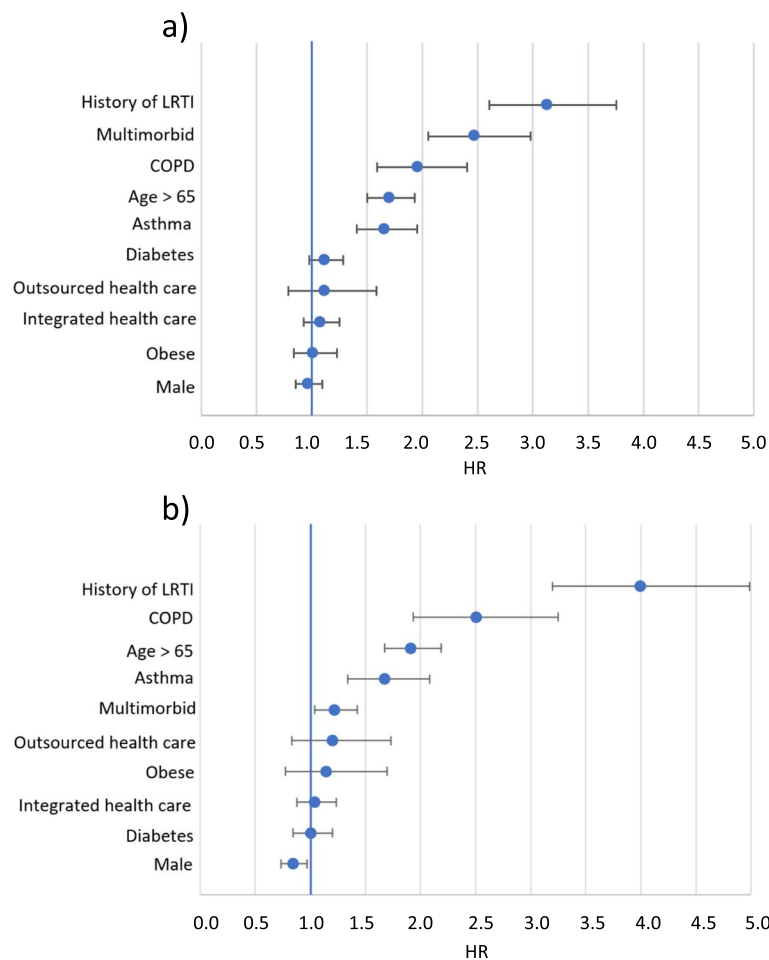 a)
History of LRTI
Multimorbid
COPD
Age > 65
Asthma
Diabetes
Outsourced health care
Integrated health care
Obese
Male
0.0 0.5 1.0 1.5 2.0 2.5 3.0 3.5 4.0 4.5 5.0
HR
b)
History of LRTI
COPD
Age > 65
Asthma
Multimorbid
Outsourced health care
Obese
Integrated health care
Diabetes
Male
0.0 0.5 1.0 1.5 2.0 2.5 3.0 3.5 4.0 4.5 5.0
HR